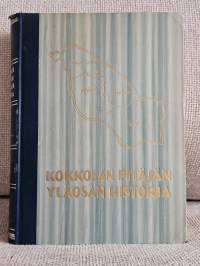 KOKKOLAN PITÄJÄN
YLÄOSAN HISTORIA